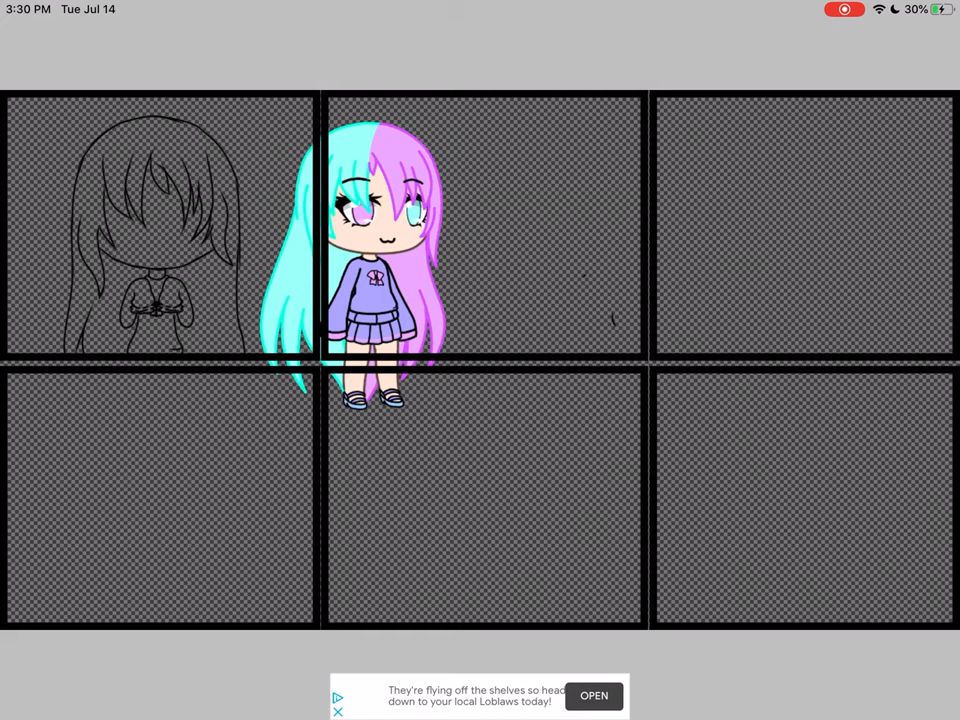 3:30 PM Tue Jul 14 30%
They're flying off the shelves so head
down to your local Loblaws today!
OPEN